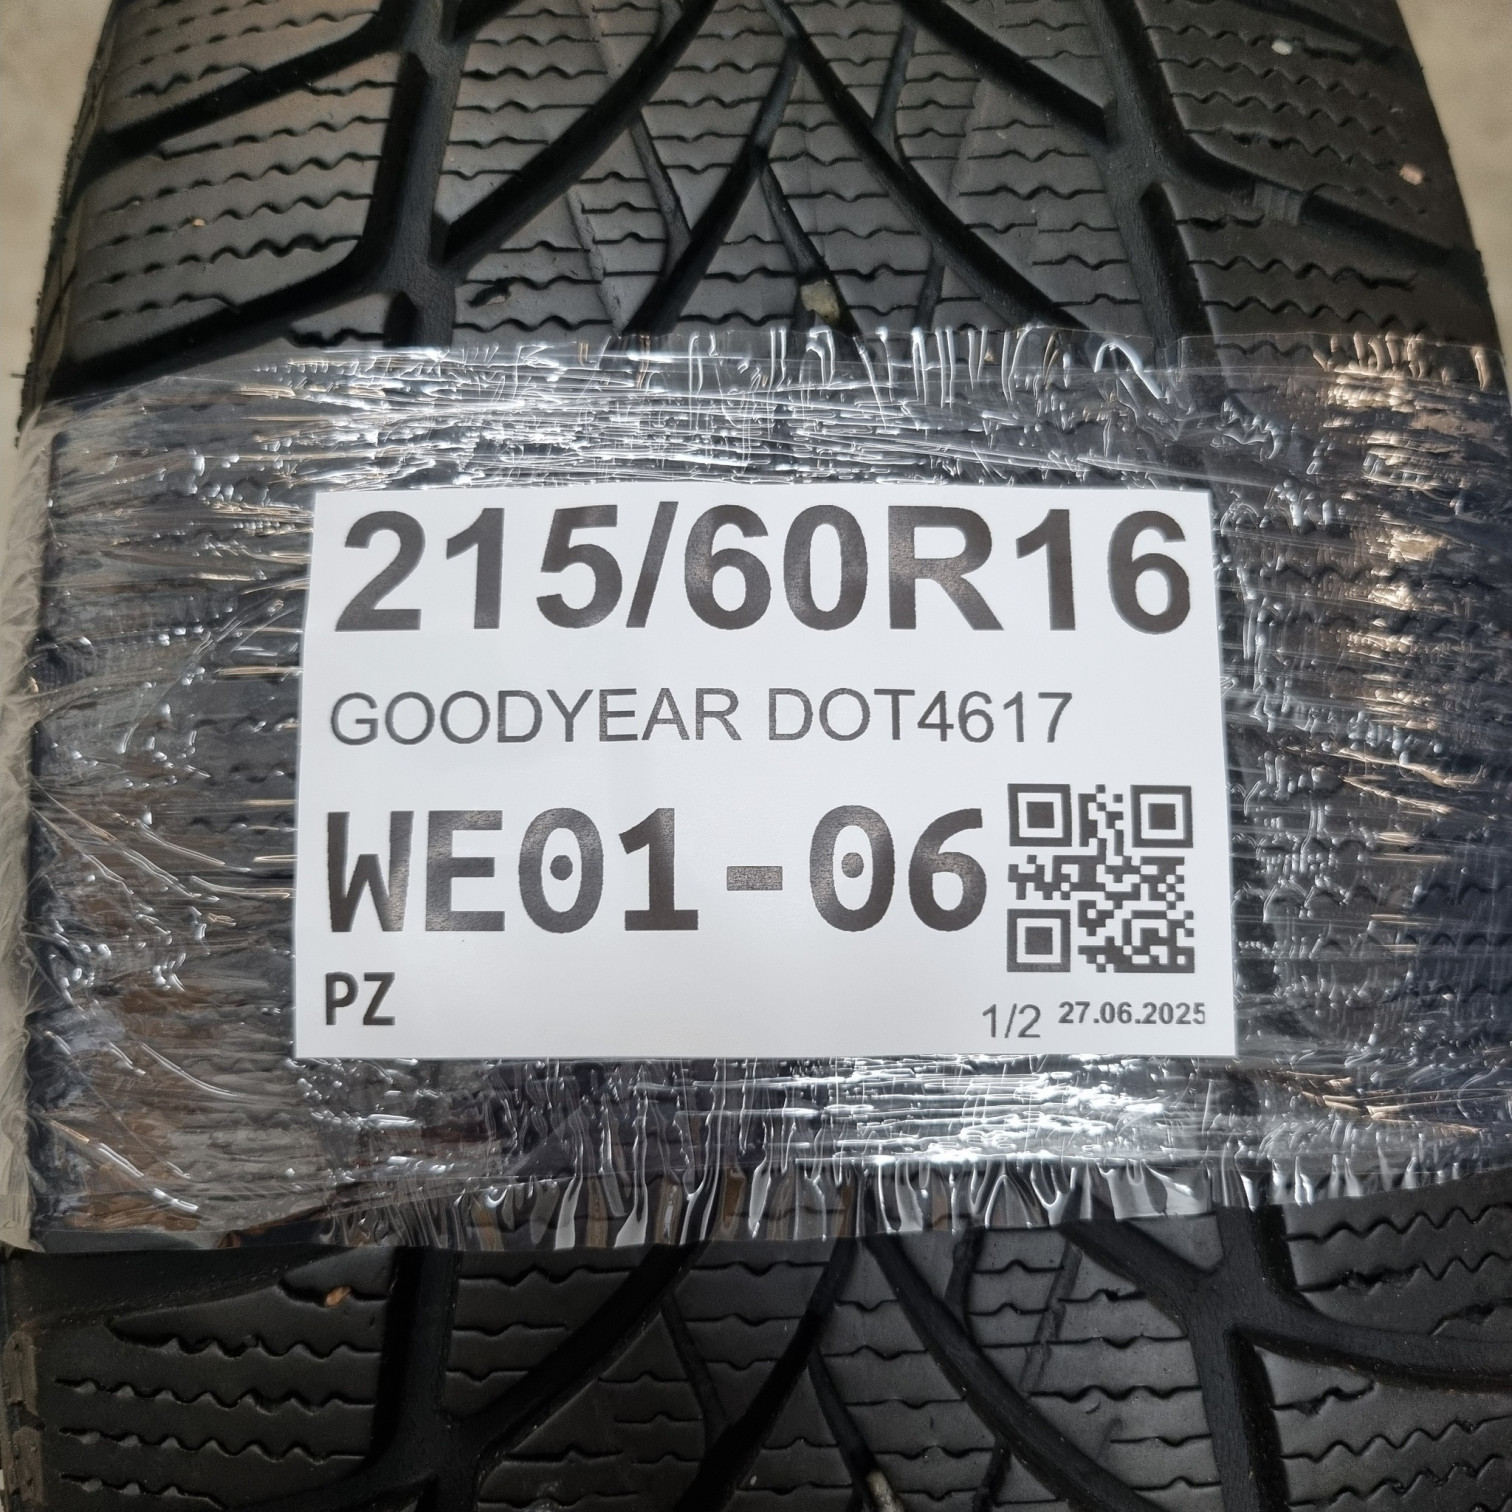 215/60R16
GOODYEAR DOT4617
WE01-06
PZ
1/2 27.06.2025